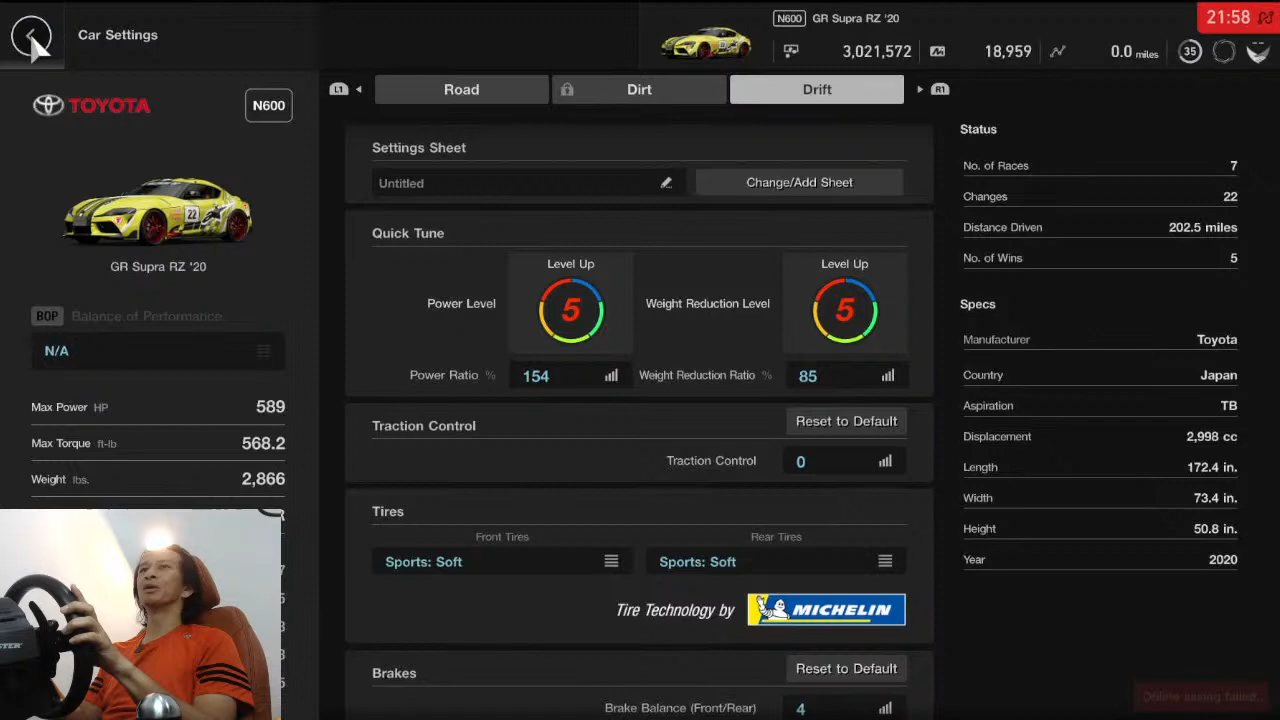 Car Settings
N600 GR Supra RZ '20
3,021,572 18,959 0.0 miles 35
21:58
TOYOTA N600
22
GR Supra RZ '20
BOP Balance of Performance
N/A
Max Power HP 589
Max Torque ft-lb 568.2
Weight lbs. 2,866
L1 Road Dirt Drift R1
Settings Sheet
Untitled Change/Add Sheet
Quick Tune
Level Up Level Up
Power Level 5 Weight Reduction Level 5
Power Ratio % 154 Weight Reduction Ratio % 85
Traction Control Reset to Default
Traction Control 0
Tires
Front Tires Rear Tires
Sports: Soft Sports: Soft
Tire Technology by MICHELIN
Brakes Reset to Default
Brake Balance (Front/Rear) 4
Status
No. of Races 7
Changes 22
Distance Driven 202.5 miles
No. of Wins 5
Specs
Manufacturer Toyota
Country Japan
Aspiration TB
Displacement 2,998 cc
Length 172.4 in.
Width 73.4 in.
Height 50.8 in.
Year 2020
Online saving failed.